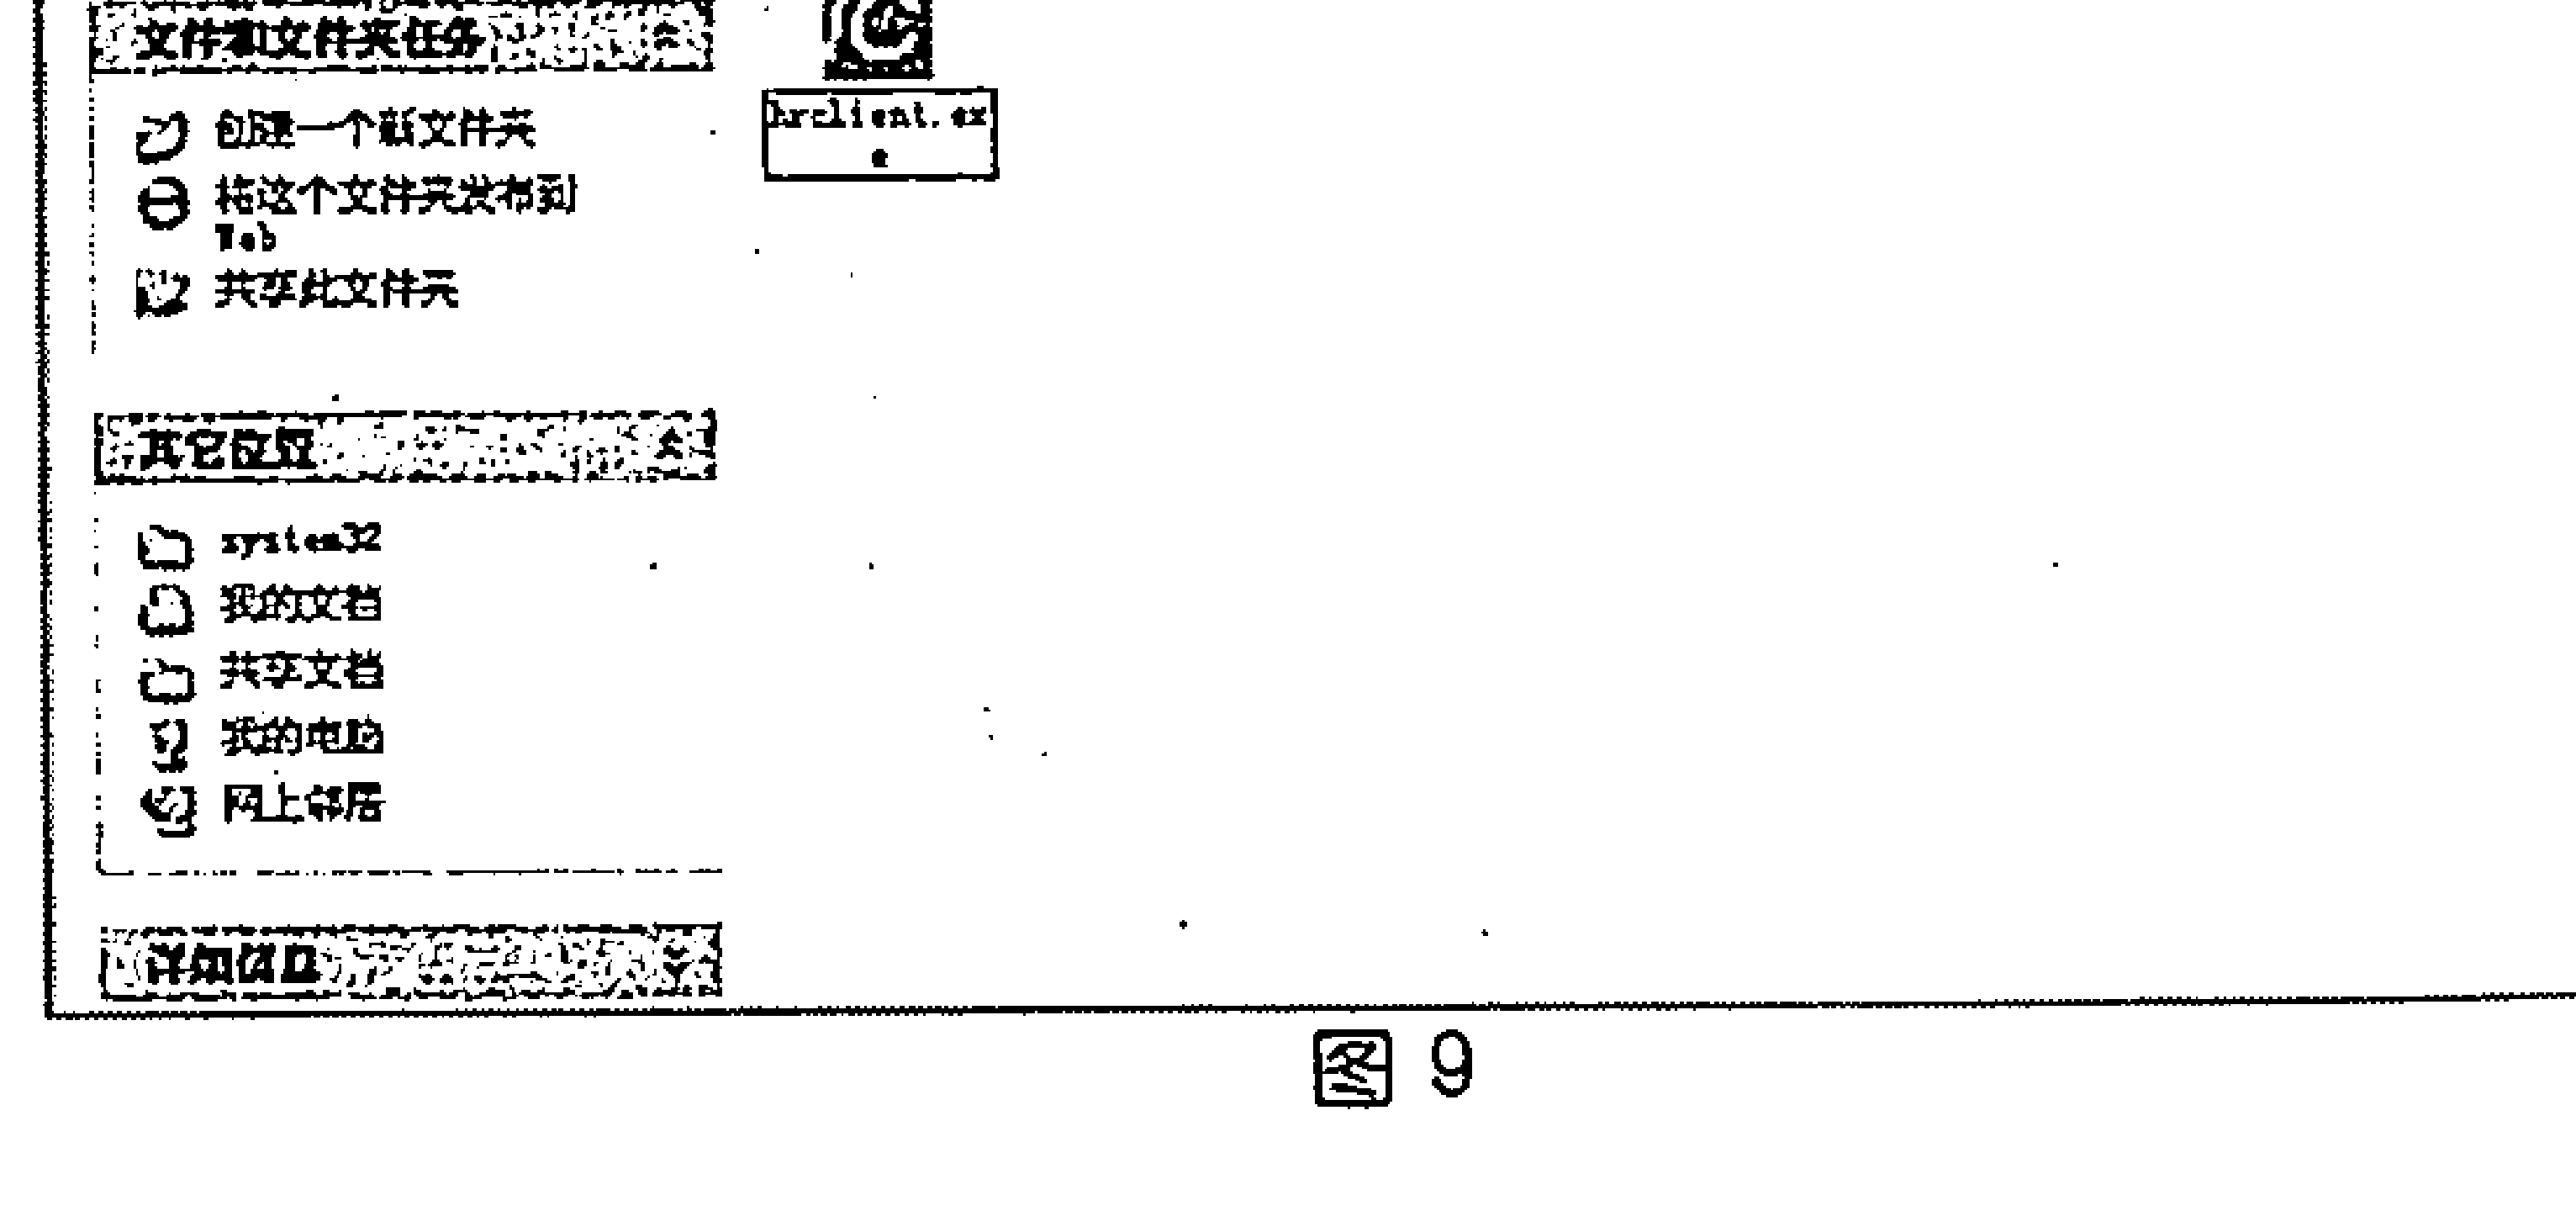 文件和文件夹任务
创建一个新文件夹
将这个文件夹发布到
Web
共享此文件夹
hrclient.ex
e
其它位置
system32
我的文档
共享文档
我的电脑
网上邻居
详细信息
图 9